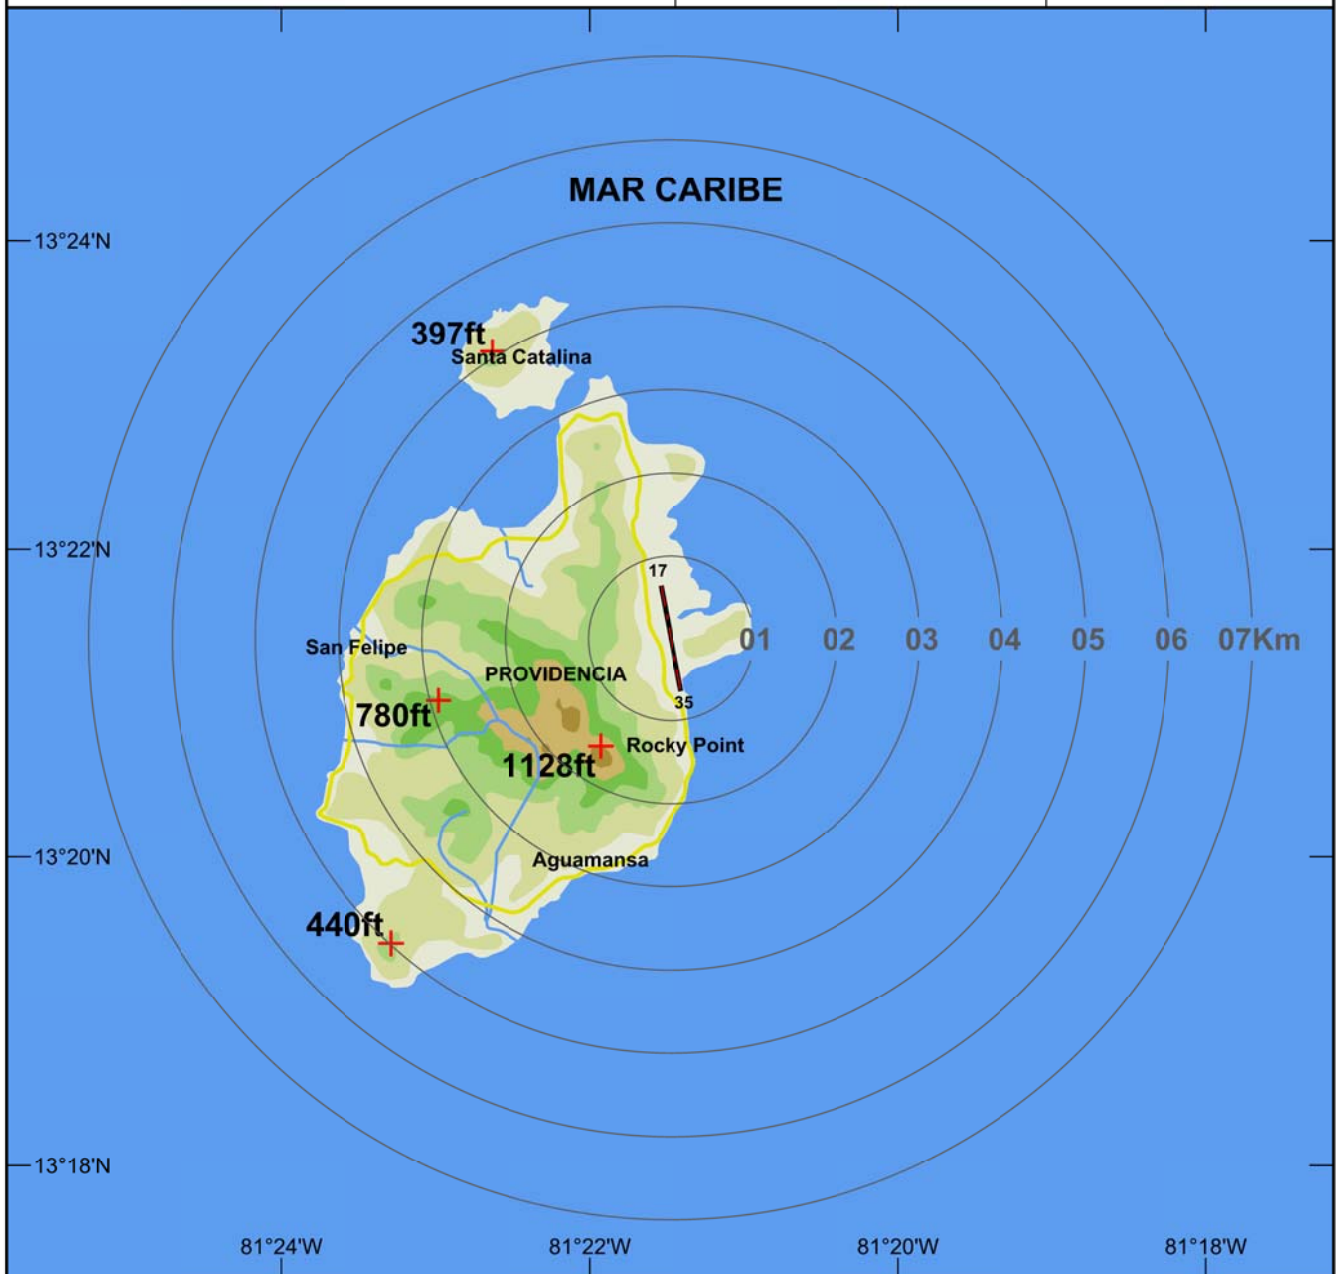 MAR CARIBE
13°24'N
397ft
Santa Catalina
13°22'N
17
01 02 03 04 05 06 07Km
San Felipe
PROVIDENCIA
35
780ft
Rocky Point
1128ft
13°20'N
Aguamansa
440ft
13°18'N
81°24'W 81°22'W 81°20'W 81°18'W